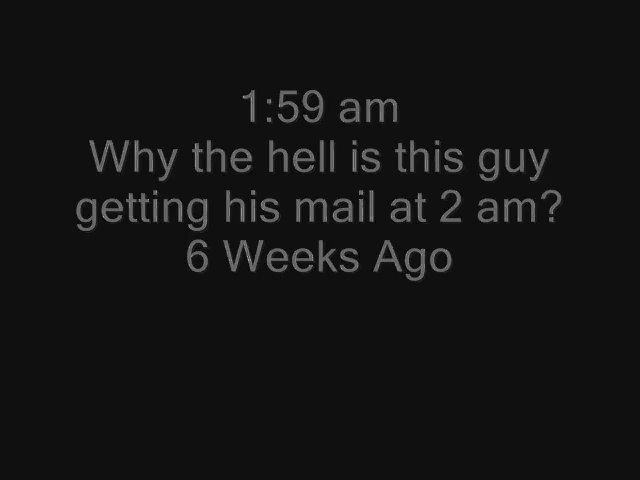 1:59 am
Why the hell is this guy
getting his mail at 2 am?
6 Weeks Ago